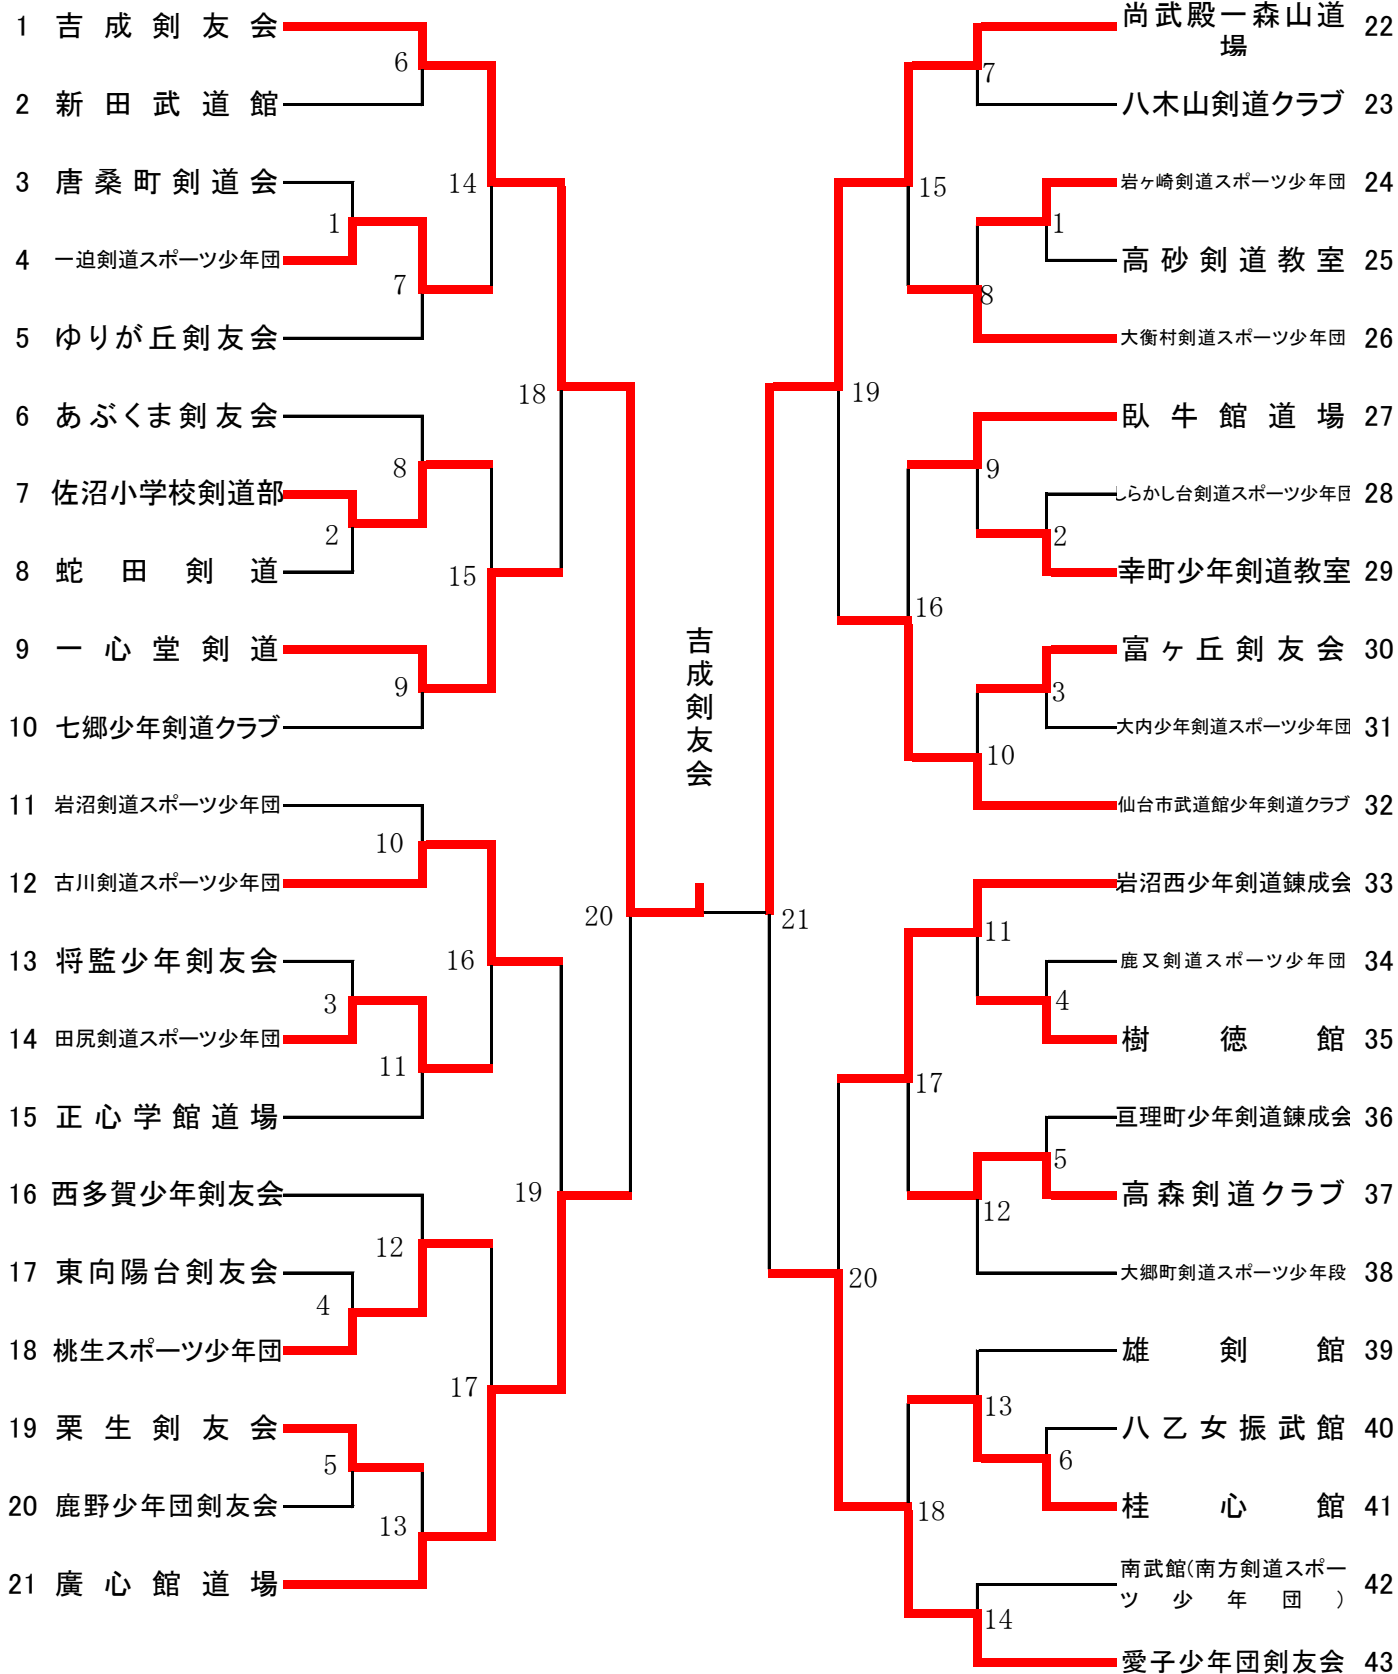 1 吉成剣友会
2 新田武道館
3 唐桑町剣道会
4 一迫剣道スポーツ少年団
5 ゆりが丘剣友会
6 あぶくま剣友会
7 佐沼小学校剣道部
8 蛇田剣道
9 一心堂剣道
10 七郷少年剣道クラブ
11 岩沼剣道スポーツ少年団
12 古川剣道スポーツ少年団
13 将監少年剣友会
14 田尻剣道スポーツ少年団
15 正心学館道場
16 西多賀少年剣友会
17 東向陽台剣友会
18 桃生スポーツ少年団
19 栗生剣友会
20 鹿野少年団剣友会
21 廣心館道場
6
14
1
7
18
8
2
15
9
10
20
16
3
11
19
12
4
17
5
13
吉成剣友会
7
15
1
8
19
9
2
16
3
10
21
11
4
17
5
12
20
13
6
18
14
尚武殿一森山道 22
場
八木山剣道クラブ 23
岩ヶ崎剣道スポーツ少年団 24
高砂剣道教室 25
大衡村剣道スポーツ少年団 26
臥牛館道場 27
しらかし台剣道スポーツ少年団 28
幸町少年剣道教室 29
富ヶ丘剣友会 30
大内少年剣道スポーツ少年団 31
仙台市武道館少年剣道クラブ 32
岩沼西少年剣道錬成会 33
鹿又剣道スポーツ少年団 34
樹徳館 35
亘理町少年剣道錬成会 36
高森剣道クラブ 37
大郷町剣道スポーツ少年段 38
雄剣館 39
八乙女振武館 40
桂心館 41
南武館(南方剣道スポー 42
ツ少年団)
愛子少年団剣友会 43